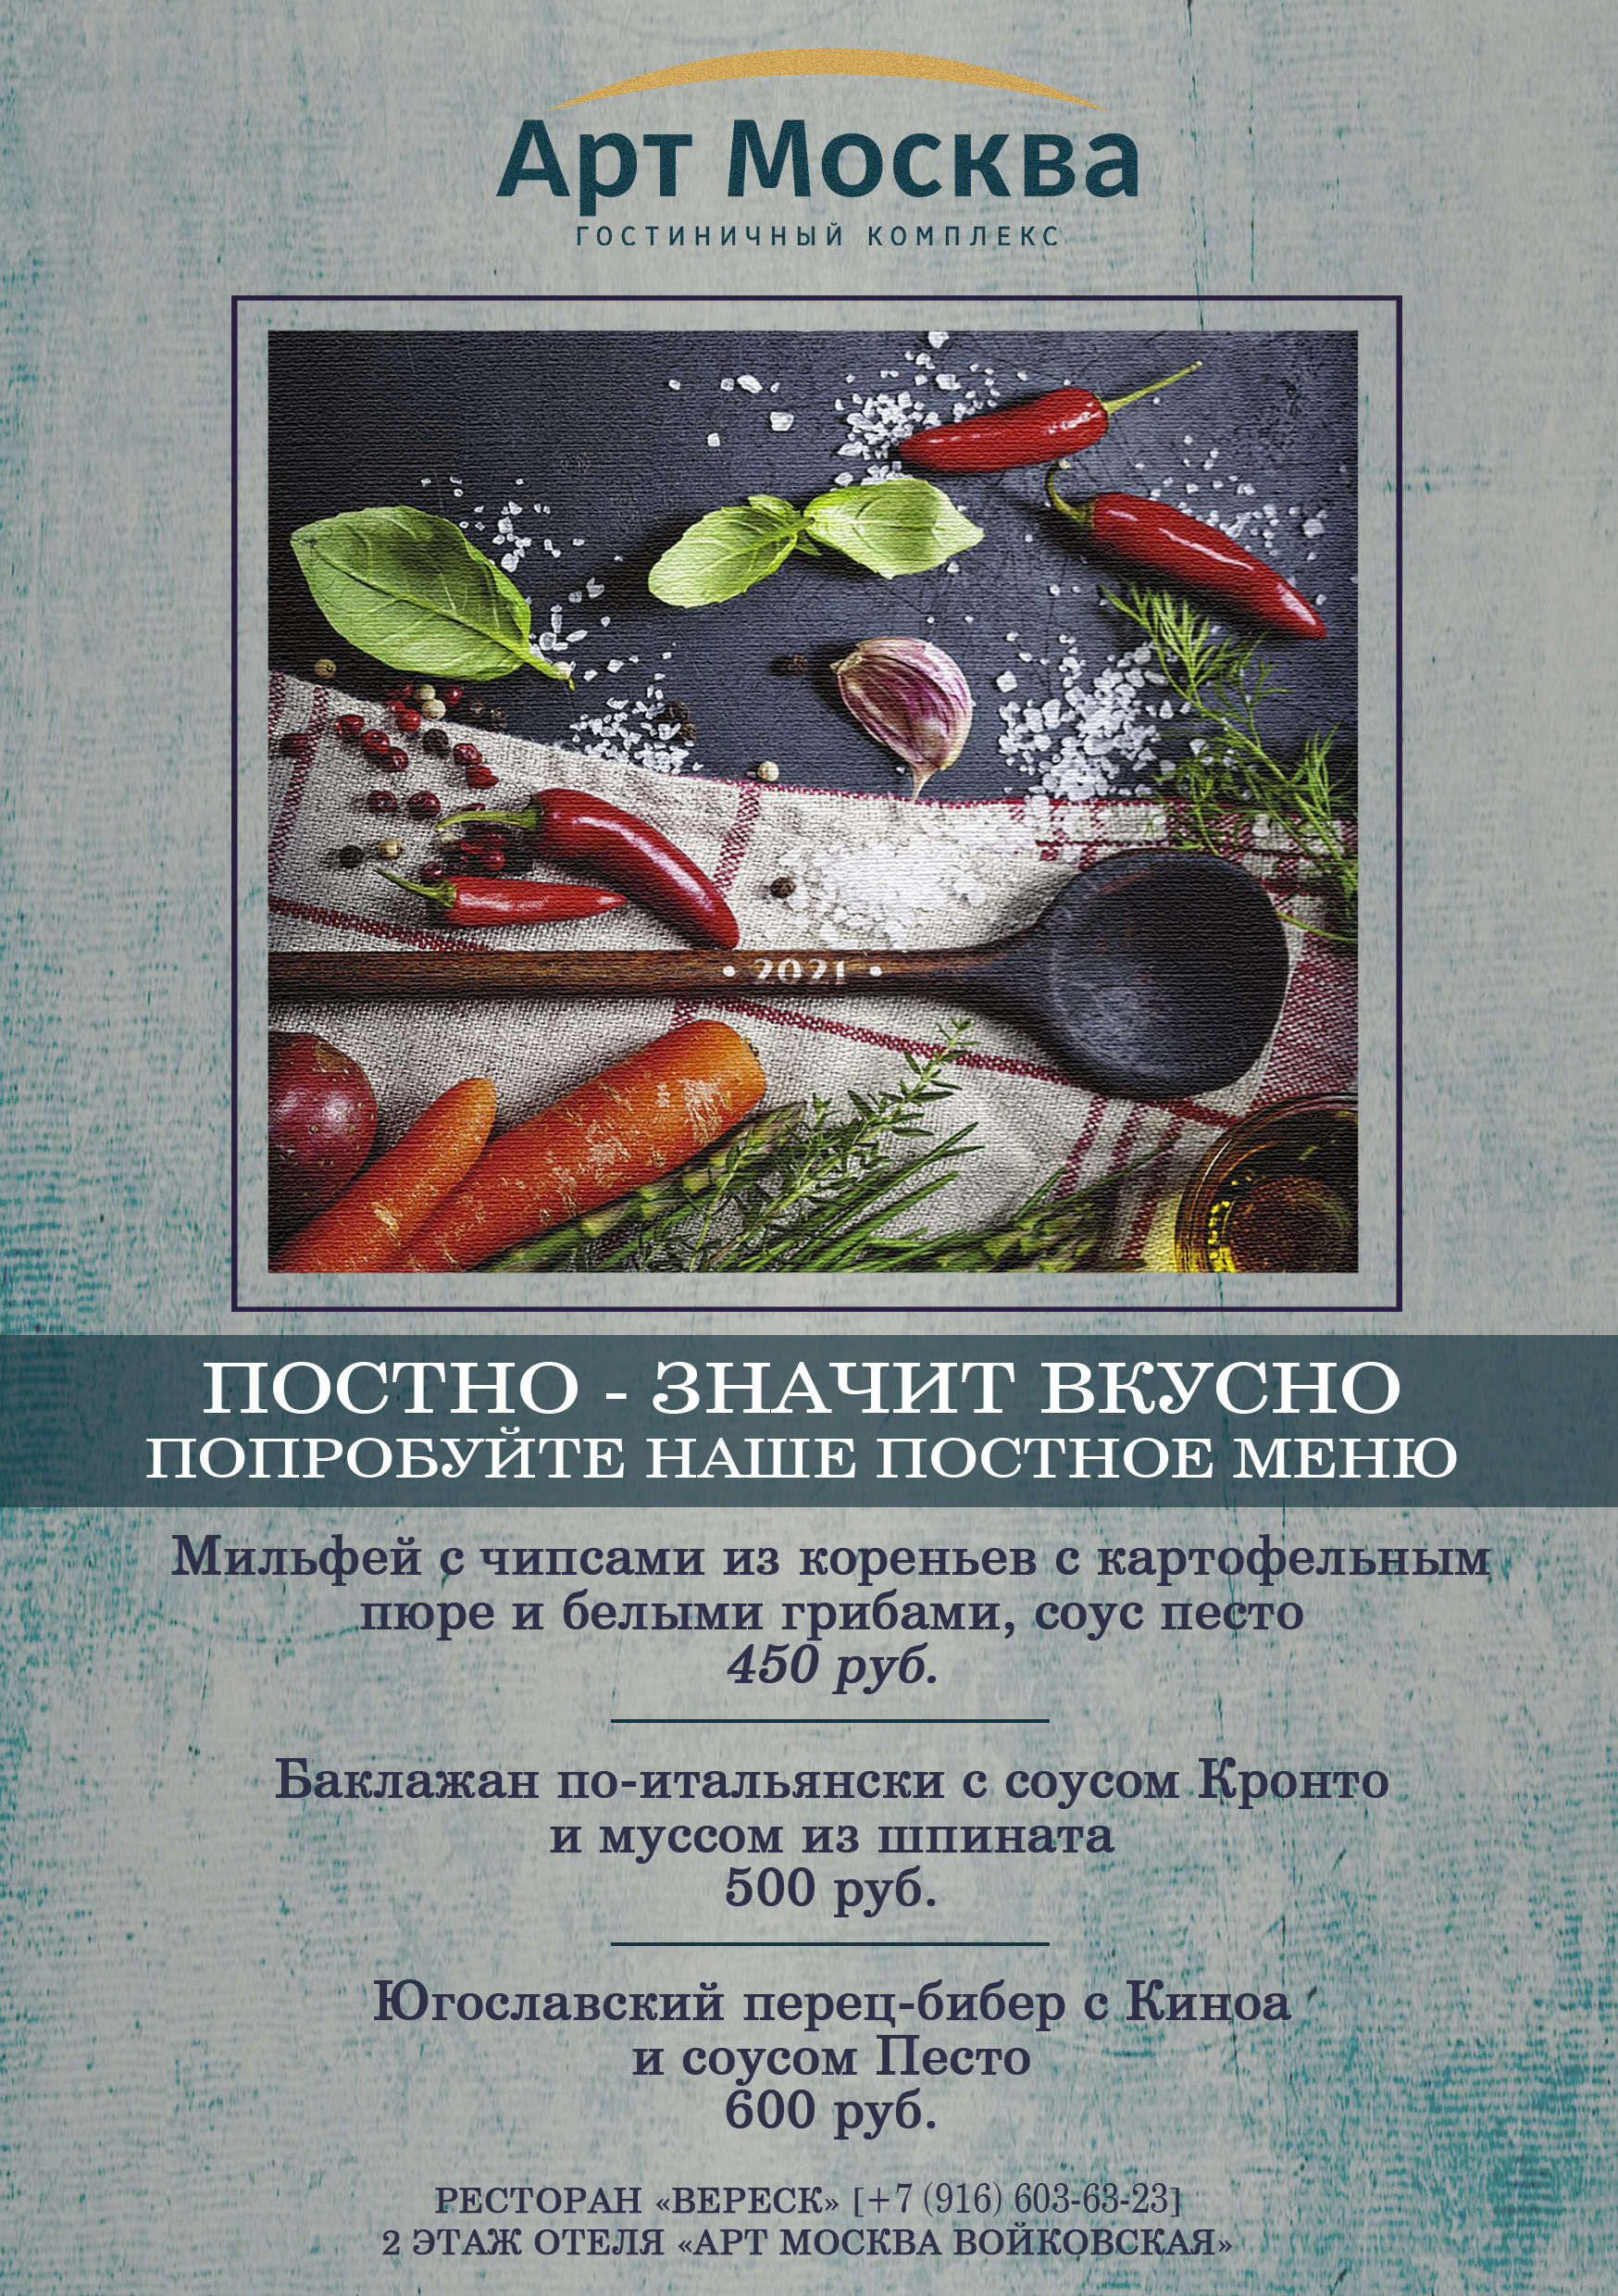 Арт Москва
ГОСТИНИЧНЫЙ КОМПЛЕКС
• 2021 •
ПОСТНО - ЗНАЧИТ ВКУСНО
ПОПРОБУЙТЕ НАШЕ ПОСТНОЕ МЕНЮ
Мильфей с чипсами из кореньев с картофельным
пюре и белыми грибами, соус песто
450 руб.
Баклажан по-итальянски с соусом Кронто
и муссом из шпината
500 руб.
Югославский перец-бибер с Киноа
и соусом Песто
600 руб.
РЕСТОРАН «ВЕРЕСК» [+7 (916) 603-63-23]
2 ЭТАЖ ОТЕЛЯ «АРТ МОСКВА ВОЙКОВСКАЯ»